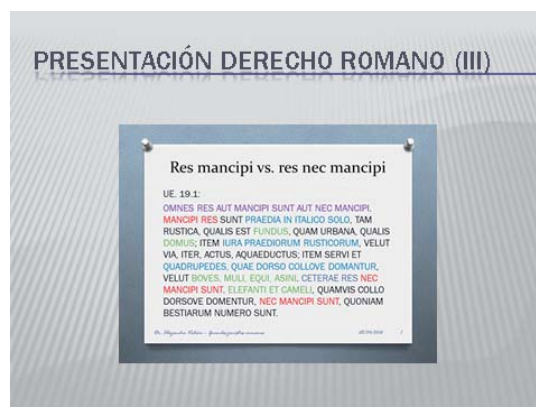 PRESENTACIÓN DERECHO ROMANO (III)
Res mancipi vs. res nec mancipi
UE. 19.1:
OMNES RES AUT MANCIPI SUNT AUT NEC MANCIPI.
MANCIPI RES SUNT PRAEDIA IN ITALICO SOLO, TAM
RUSTICA, QUALIS EST FUNDUS, QUAM URBANA, QUALIS
DOMUS; ITEM IURA PRAEDIORUM RUSTICORUM, VELUT
VIA, ITER, ACTUS, AQUAEDUCTUS; ITEM SERVI ET
QUADRUPEDES, QUAE DORSO COLLOVE DOMANTUR,
VELUT BOVES, MULI, EQUI, ASINI. CETERAE RES NEC
MANCIPI SUNT. ELEFANTI ET CAMELI, QUAMVIS COLLO
DORSOVE DOMENTUR, NEC MANCIPI SUNT, QUONIAM
BESTIARUM NUMERO SUNT.